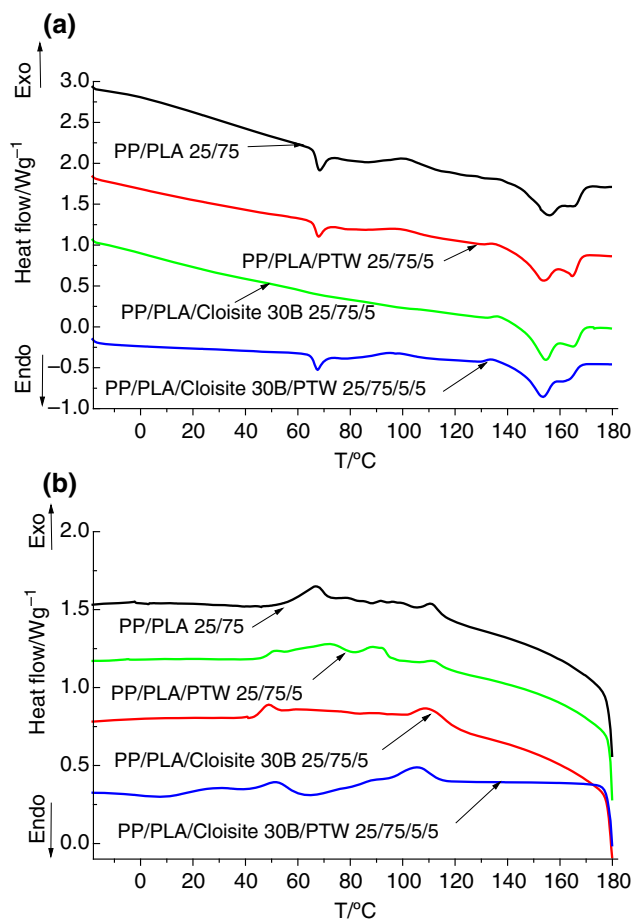 (a)
Exo
3.0
2.5
2.0
PP/PLA 25/75
1.5
Heat flow/Wg⁻¹
1.0
PP/PLA/PTW 25/75/5
0.5
PP/PLA/Cloisite 30B 25/75/5
0.0
Endo
−0.5
PP/PLA/Cloisite 30B/PTW 25/75/5/5
−1.0
0 20 40 60 80 100 120 140 160 180
T/ºC
(b)
Exo
2.0
1.5
PP/PLA 25/75
Heat flow/Wg⁻¹
1.0
PP/PLA/PTW 25/75/5
PP/PLA/Cloisite 30B 25/75/5
0.5
Endo
PP/PLA/Cloisite 30B/PTW 25/75/5/5
0.0
0 20 40 60 80 100 120 140 160 180
T/ºC